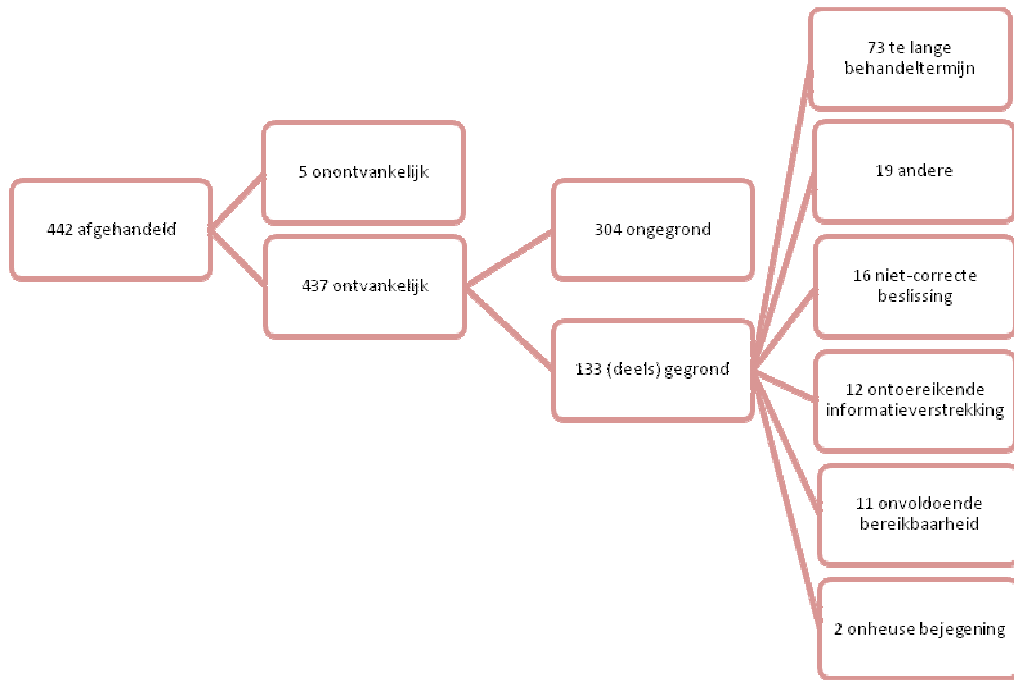 442 afgehandeld
5 onontvankelijk
437 ontvankelijk
304 ongegrond
133 (deels) gegrond
73 te lange
behandeltermijn
19 andere
16 niet-correcte
beslissing
12 ontoereikende
informatieverstrekking
11 onvoldoende
bereikbaarheid
2 onheuse bejegening